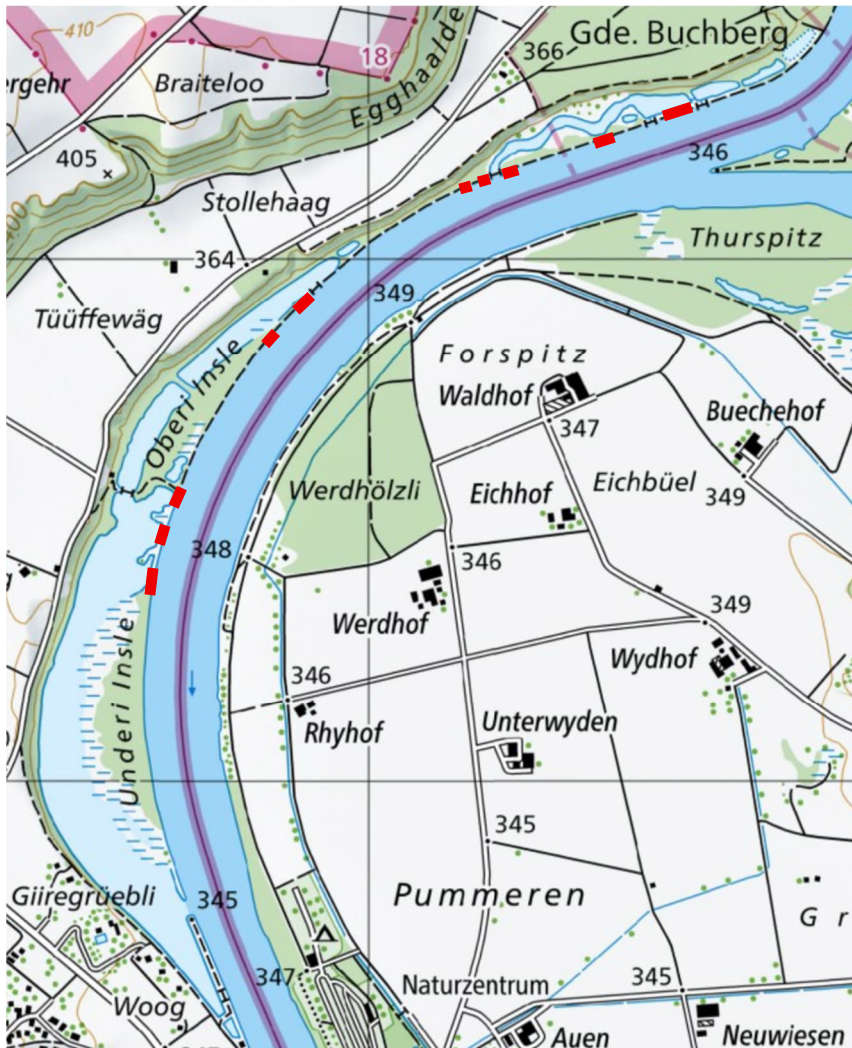 Gde. Buchberg
410
18
366
ergehr
Braiteloo
Egghaalde
405
346
Stollehaag
Thurspitz
364
349
Tüüffewäg
Forspitz
Oberi Insle
Waldhof
Buechehof
347
Werdhölzli
Eichhof
Eichbüel
349
348
346
Werdhof
349
Wydhof
346
Underi Insle
Rhyhof
Unterwyden
345
Giiregrüebli
345
Pummeren
G r
347
Naturzentrum
345
Woog
Auen
Neuwiesen